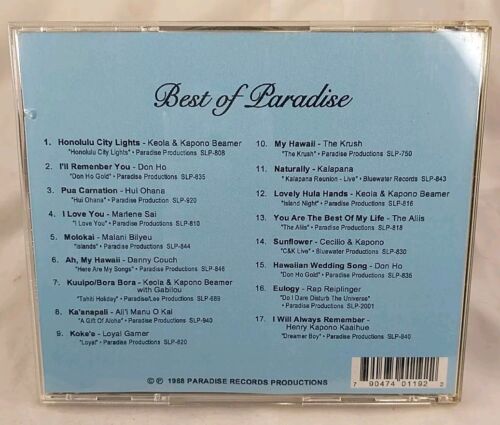 Best of Paradise
1. Honolulu City Lights - Keola & Kapono Beamer
"Honolulu City Lights" • Paradise Productions SLP-808
2. I'll Remenber You - Don Ho
"Don Ho Gold" • Paradise Productions SLP-835
3. Pua Carnation - Hui Ohana
"Hui Ohana" • Paradise Production SLP-920
4. I Love You - Marlene Sai
"I Love You" • Paradise Productions SLP-810
5. Molokai - Malani Bilyeu
"Islands" • Paradise Productions SLP-844
6. Ah, My Hawaii - Danny Couch
"Here Are My Songs" • Paradise Productions SLP-846
7. Kuuipo/Bora Bora - Keola & Kapono Beamer
with Gabilou
"Tahiti Holiday" • Paradise/Lee Productions SLP-689
8. Ka'anapali - Ali'i Manu O Kai
"A Gift Of Aloha" • Paradise Productions SLP-940
9. Koke'e - Loyal Garner
"Loyal" • Paradise Productions SLP-820
10. My Hawaii - The Krush
"The Krush" • Paradise Productions SLP-750
11. Naturally - Kalapana
"Kalapana Reunion - Live" • Bluewater Records SLP-843
12. Lovely Hula Hands - Keola & Kapono Beamer
"Island Night" • Paradise Productions SLP-816
13. You Are The Best Of My Life - The Aliis
"The Aliis" • Paradise Productions SLP-818
14. Sunflower - Cecilio & Kapono
"C&K Live" • Bluewater Productions SLP-830
15. Hawaiian Wedding Song - Don Ho
"Don Ho Gold" • Paradise Productions SLP-835
16. Eulogy - Rap Reiplinger
"Do I Dare Disturb The Universe"
• Paradise Productions SLP-2001
17. I Will Always Remember -
Henry Kapono Kaaihue
"Dreamer Boy" • Paradise Productions SLP-840
© ℗ 1988 PARADISE RECORDS PRODUCTIONS
7 90474 01192 2